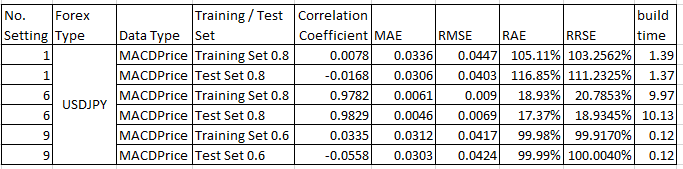 No. Setting Forex Type Data Type Training / Test Set Correlation Coefficient MAE RMSE RAE RRSE build time
1 USDJPY MACDPrice Training Set 0.8 0.0078 0.0336 0.0447 105.11% 103.2562% 1.39
1 MACDPrice Test Set 0.8 -0.0168 0.0306 0.0403 116.85% 111.2325% 1.37
6 MACDPrice Training Set 0.8 0.9782 0.0061 0.009 18.93% 20.7853% 9.97
6 MACDPrice Test Set 0.8 0.9829 0.0046 0.0069 17.37% 18.9345% 10.13
9 MACDPrice Training Set 0.6 0.0335 0.0312 0.0417 99.98% 99.9170% 0.12
9 MACDPrice Test Set 0.6 -0.0558 0.0303 0.0424 99.99% 100.0040% 0.12